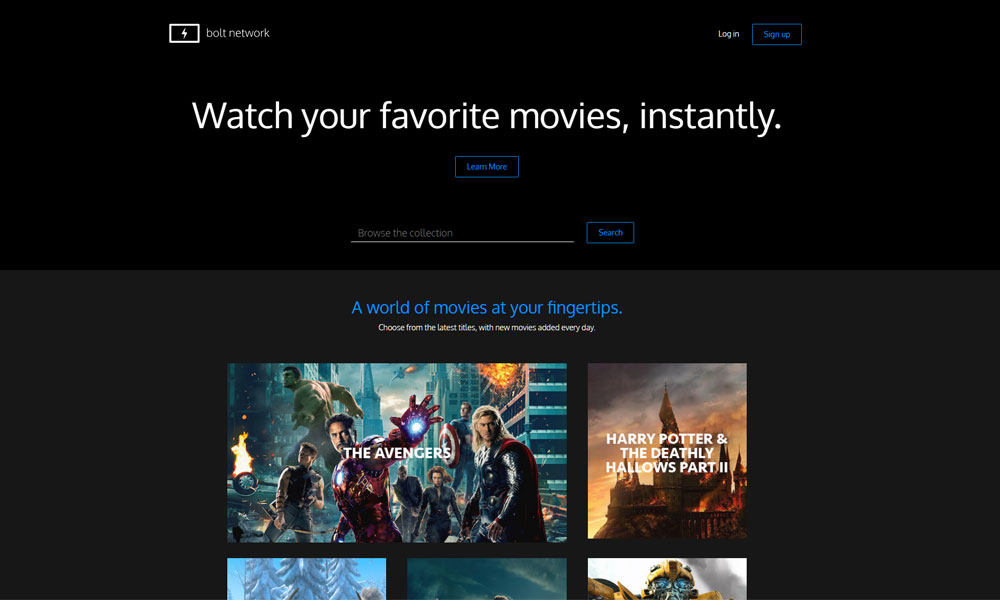 bolt network
Log in
Sign up
Watch your favorite movies, instantly.
Learn More
Browse the collection
Search
A world of movies at your fingertips.
Choose from the latest titles, with new movies added every day.
THE AVENGERS
HARRY POTTER &
THE DEATHLY
HALLOWS PART II